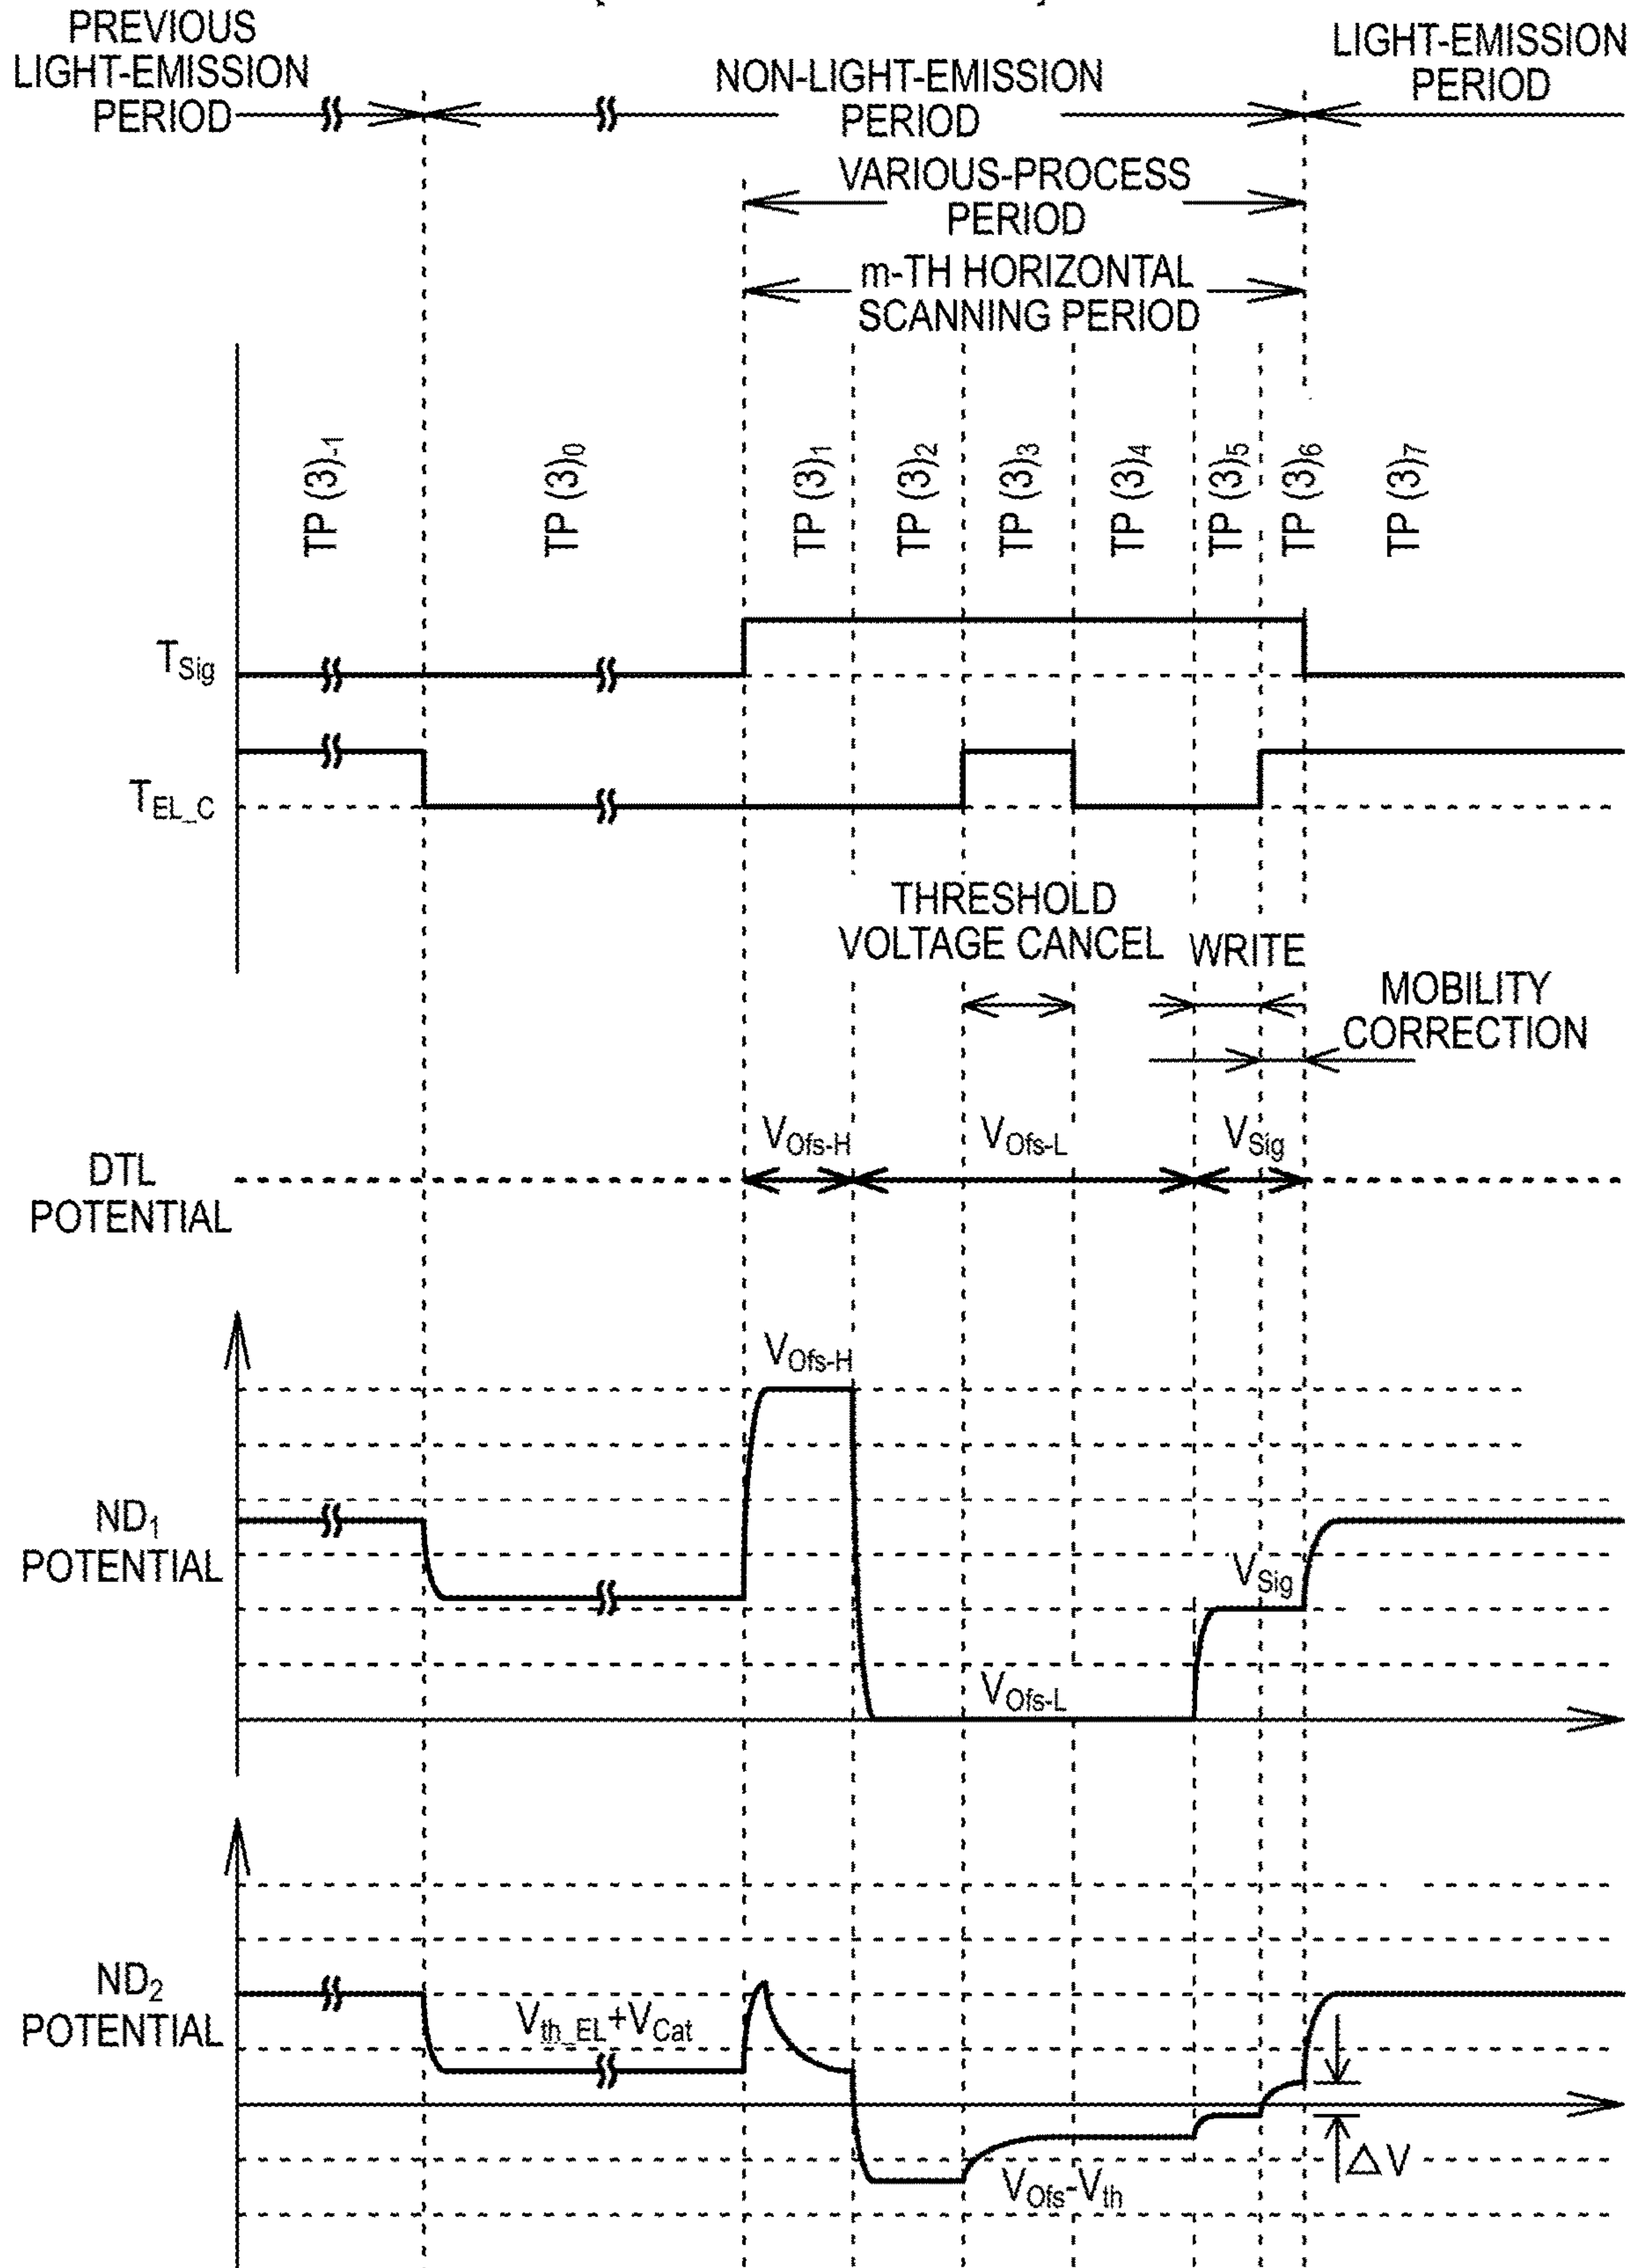 PREVIOUS
LIGHT-EMISSION
PERIOD
NON-LIGHT-EMISSION
PERIOD
LIGHT-EMISSION
PERIOD
VARIOUS-PROCESS
PERIOD
m-TH HORIZONTAL
SCANNING PERIOD
TP (3)-1
TP (3)0
TP (3)1
TP (3)2
TP (3)3
TP (3)4
TP (3)5
TP (3)6
TP (3)7
TSig
TEL_C
THRESHOLD
VOLTAGE CANCEL
WRITE
MOBILITY
CORRECTION
DTL
POTENTIAL
VOfs-H
VOfs-L
VSig
ND1
POTENTIAL
VOfs-H
VOfs-L
VSig
ND2
POTENTIAL
Vth_EL+VCat
VOfs-Vth
△V